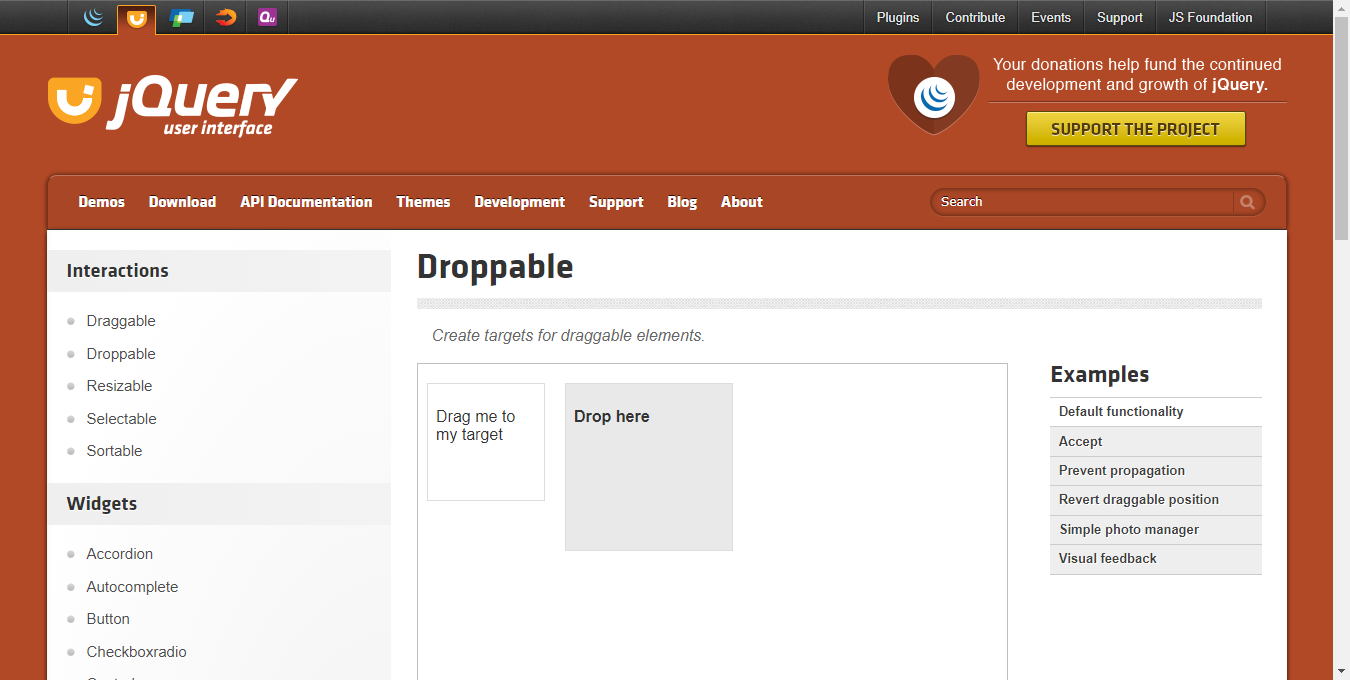 Qu
Plugins
Contribute
Events
Support
JS Foundation
jQuery
user interface
Your donations help fund the continued
development and growth of jQuery.
SUPPORT THE PROJECT
Demos
Download
API Documentation
Themes
Development
Support
Blog
About
Search
Interactions
Draggable
Droppable
Resizable
Selectable
Sortable
Widgets
Accordion
Autocomplete
Button
Checkboxradio
Droppable
Create targets for draggable elements.
Drag me to
my target
Drop here
Examples
Default functionality
Accept
Prevent propagation
Revert draggable position
Simple photo manager
Visual feedback